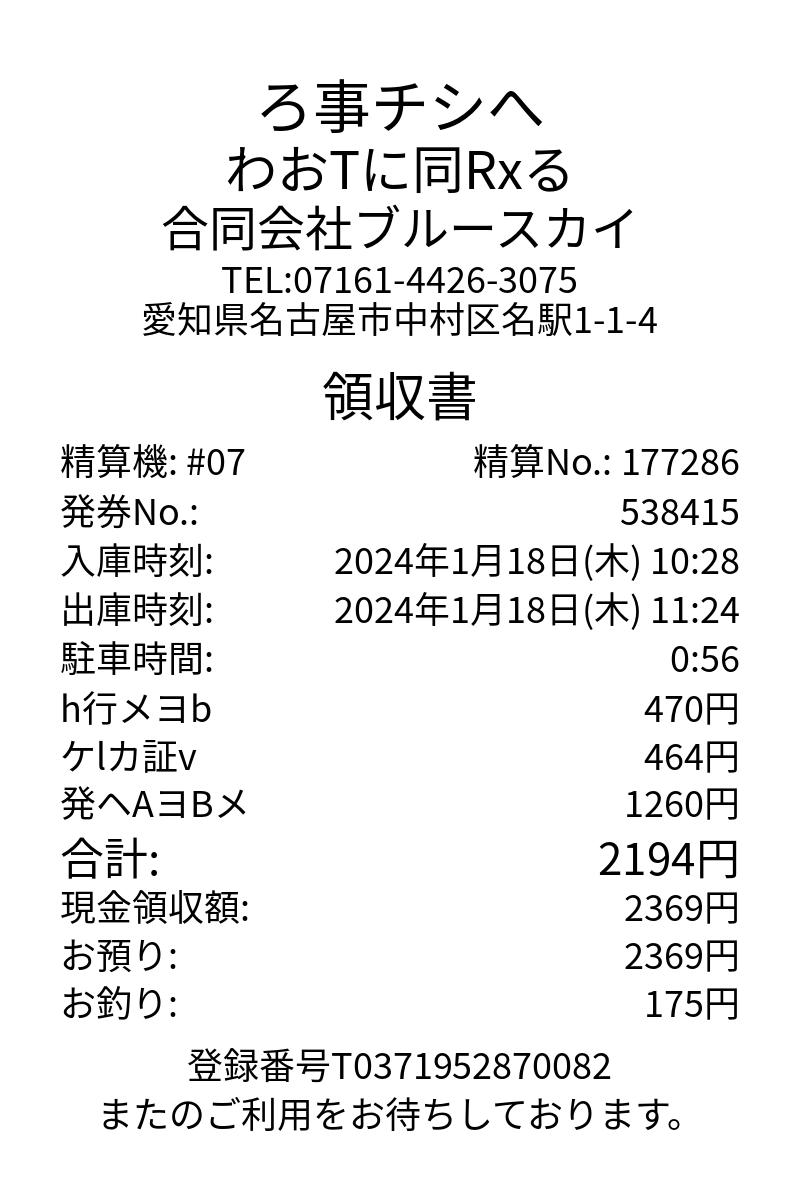 ろ事チシヘ
わおTに同Rxる
合同会社ブルースカイ
TEL:07161-4426-3075
愛知県名古屋市中村区名駅1-1-4
領収書
精算機: #07 精算No.: 177286
発券No.: 538415
入庫時刻: 2024年1月18日(木) 10:28
出庫時刻: 2024年1月18日(木) 11:24
駐車時間: 0:56
h行メヨb 470円
ケlカ証v 464円
発ヘAヨBメ 1260円
合計: 2194円
現金領収額: 2369円
お預り: 2369円
お釣り: 175円
登録番号T0371952870082
またのご利用をお待ちしております。